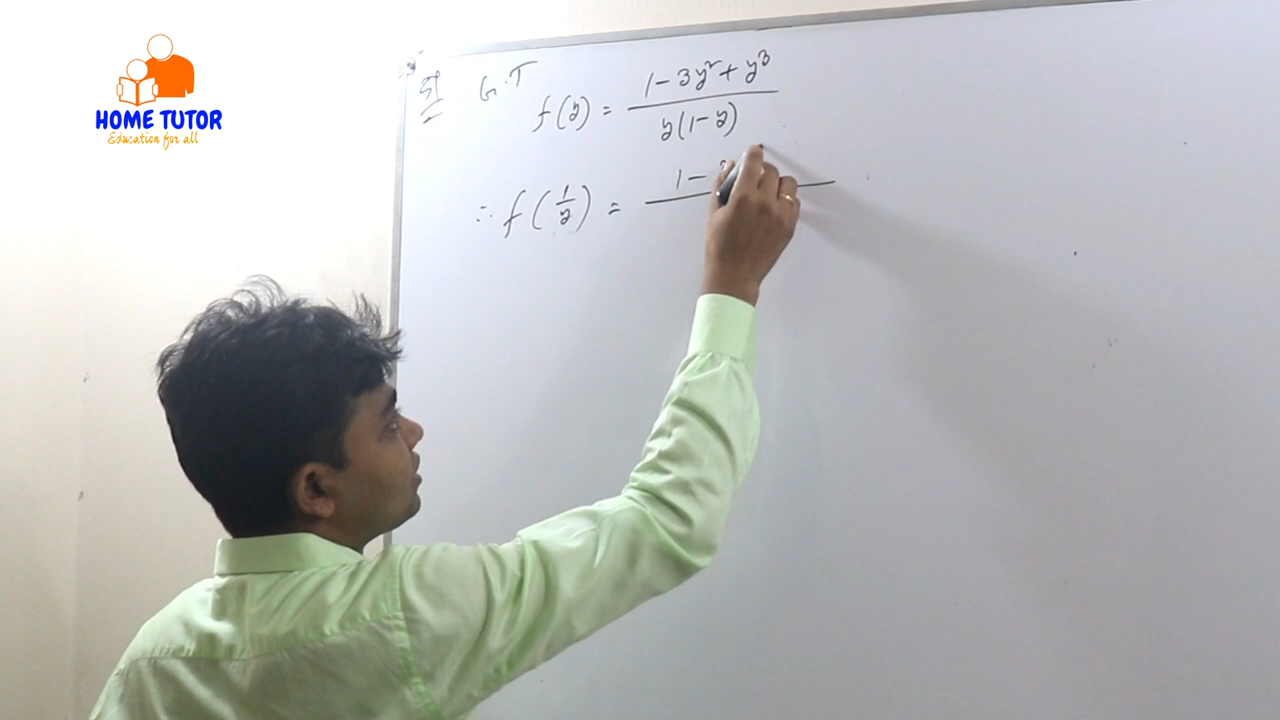 HOME TUTOR
Education for all
G.T
f(y) = (1-3y²+y³)/(y(1-y))
∴ f(1/y) = 1-